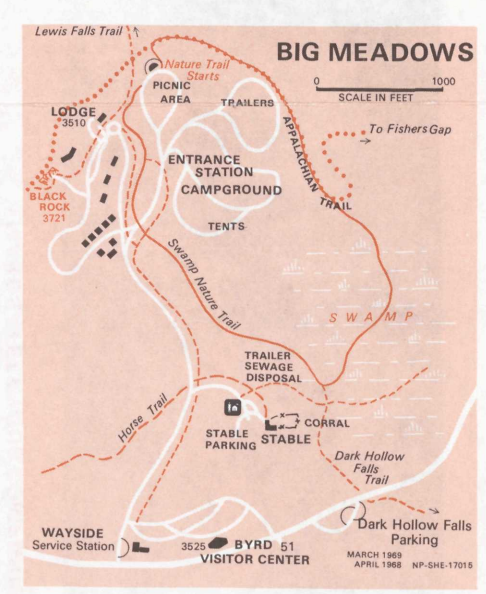 Lewis Falls Trail
BIG MEADOWS
Nature Trail
Starts
0 1000
SCALE IN FEET
PICNIC
AREA
TRAILERS
LODGE
3510
APPALACHIAN TRAIL
To Fishers Gap
ENTRANCE
STATION
CAMPGROUND
BLACK
ROCK
3721
TENTS
Swamp Nature Trail
SWAMP
TRAILER
SEWAGE
DISPOSAL
Horse Trail
CORRAL
STABLE
PARKING
STABLE
Dark Hollow
Falls
Trail
Dark Hollow Falls
Parking
WAYSIDE
Service Station
3525 BYRD 51
VISITOR CENTER
MARCH 1969
APRIL 1968 NP-SHE-17015